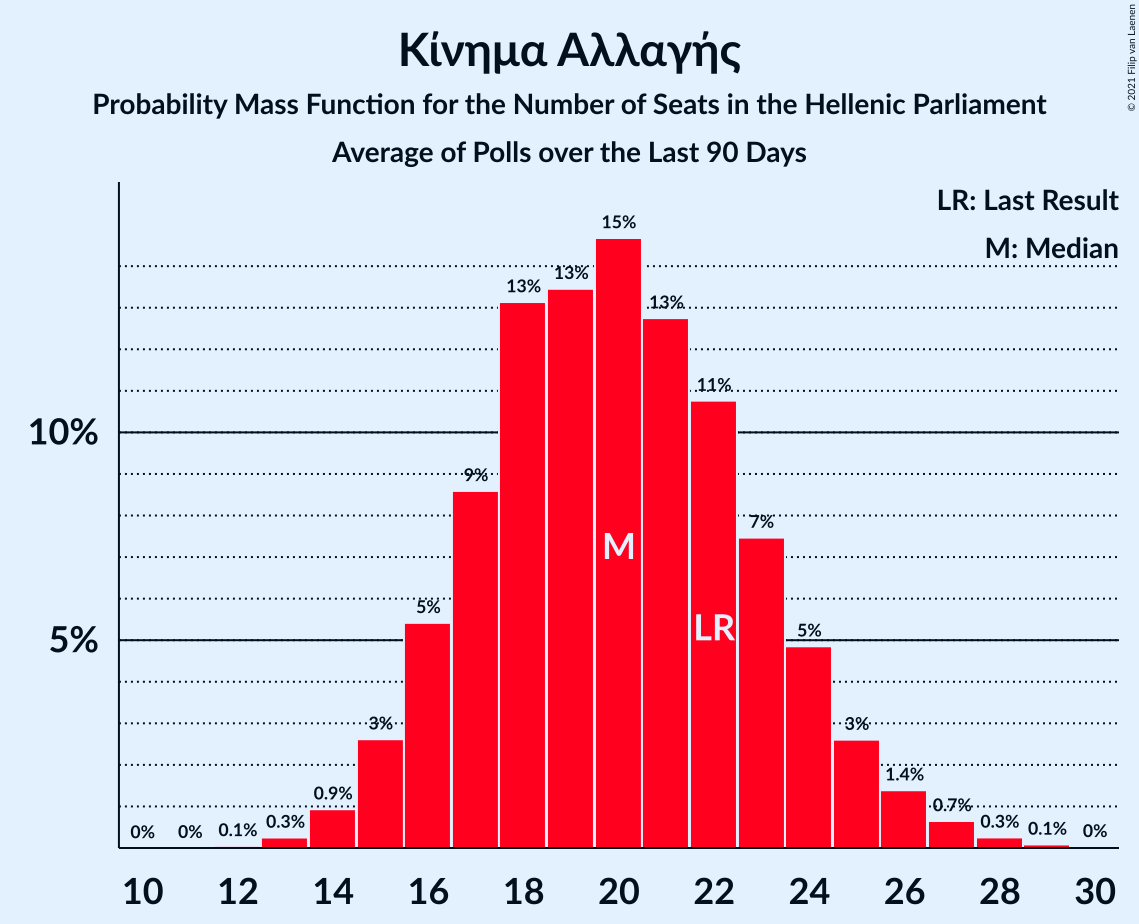 Κίνημα Αλλαγής
Probability Mass Function for the Number of Seats in the Hellenic Parliament
Average of Polls over the Last 90 Days
© 2021 Filip van Laenen
LR: Last Result
M: Median
10%
5%
0%
0%
0.1%
0.3%
0.9%
3%
5%
9%
13%
13%
15%
13%
11%
7%
5%
3%
1.4%
0.7%
0.3%
0.1%
0%
M
LR
10 12 14 16 18 20 22 24 26 28 30